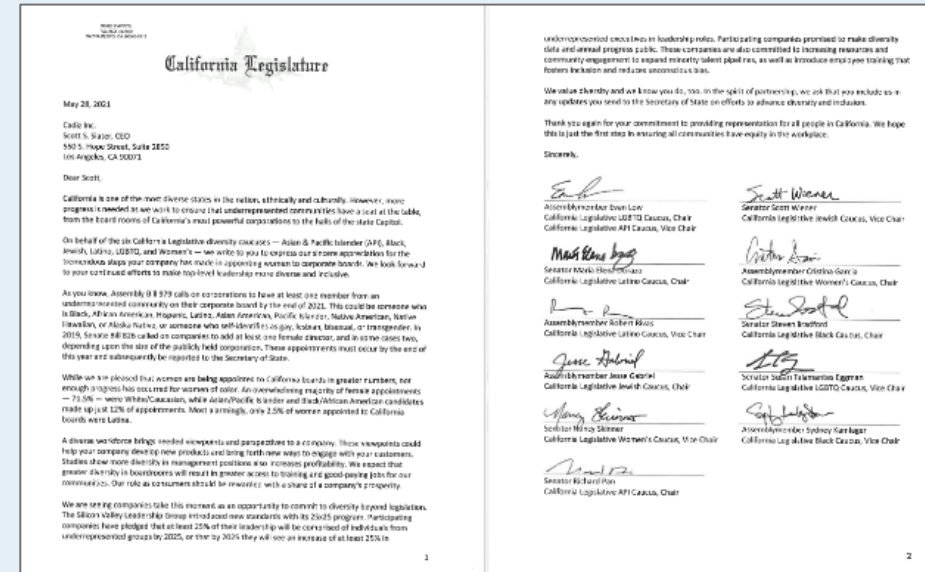 California Legislature
May 28, 2021
Cadiz Inc.
Scott S. Slater, CEO
550 S. Hope Street, Suite 2850
Los Angeles, CA 90071
Dear Scott,
California is one of the most diverse states in the nation, ethnically and culturally. However, more
progress is needed as we work to ensure that underrepresented communities have a seat at the table,
from the board rooms of California's most powerful corporations to the halls of the state Capitol.
On behalf of the six California Legislative diversity caucuses — Asian & Pacific Islander (API), Black,
Jewish, Latino, LGBTQ, and Women's — we write to you to express our sincere appreciation for the
tremendous steps your company has made in appointing women to corporate boards. We look forward
to your continued efforts to make top-level leadership more diverse and inclusive.
As you know, Assembly Bill 979 calls on corporations to have at least one member from an
underrepresented community on their corporate board by the end of 2021. This could be someone who
is Black, African American, Hispanic, Latino, Asian American, Pacific Islander, Native American, Native
Hawaiian, or Alaska Native, or someone who self-identifies as gay, lesbian, bisexual, or transgender. In
2019, Senate Bill 826 called on companies to add at least one female director, and in some cases two,
depending upon the size of the publicly held corporation. These appointments must occur by the end of
this year and subsequently be reported to the Secretary of State.
While we are pleased that women are being appointed to California boards in greater numbers, not
enough progress has occurred for women of color. An overwhelming majority of female appointments
— 71.5% — were White/Caucasian, while Asian/Pacific Islander and Black/African American candidates
made up just 12% of appointments. Most alarmingly, only 2.5% of women appointed to California
boards were Latina.
A diverse workforce brings needed viewpoints and perspectives to a company. These viewpoints could
help your company develop new products and bring forth new ways to engage with your customers.
Studies show more diversity in management positions also increases profitability. We expect that
greater diversity in boardrooms will result in greater access to training and good-paying jobs for our
communities. Our role as consumers should be rewarded with a share of a company's prosperity.
We are seeing companies take this moment as an opportunity to commit to diversity beyond legislation.
The Silicon Valley Leadership Group introduced new standards with its 25x25 program. Participating
companies have pledged that at least 25% of their leadership will be comprised of individuals from
underrepresented groups by 2025, or that by 2025 they will see an increase of at least 25% in
1
underrepresented executives in leadership roles. Participating companies promised to make diversity
data and annual progress public. These companies are also committed to increasing resources and
community engagement to expand minority talent pipelines, as well as introduce employee training that
fosters inclusion and reduces unconscious bias.
We value diversity and we know you do, too. In the spirit of partnership, we ask that you include us in
any updates you send to the Secretary of State on efforts to advance diversity and inclusion.
Thank you again for your commitment to providing representation for all people in California. We hope
this is just the first step in ensuring all communities have equity in the workplace.
Sincerely,
Assemblymember Evan Low
California Legislative LGBTQ Caucus, Chair
California Legislative API Caucus, Vice Chair
Scott Wiener
Senator Scott Wiener
California Legislative Jewish Caucus, Vice Chair
Maria Elena
Senator Maria Elena Durazo
California Legislative Latino Caucus, Chair
Assemblymember Cristina Garcia
California Legislative Women's Caucus, Chair
Assemblymember Robert Rivas
California Legislative Latino Caucus, Vice Chair
Senator Steven Bradford
California Legislative Black Caucus, Chair
Jesse Gabriel
Assemblymember Jesse Gabriel
California Legislative Jewish Caucus, Chair
Senator Susan Talamantes Eggman
California Legislative LGBTQ Caucus, Vice Chair
Nancy Skinner
Senator Nancy Skinner
California Legislative Women's Caucus, Vice Chair
Assemblymember Sydney Kamlager
California Legislative Black Caucus, Vice Chair
Senator Richard Pan
California Legislative API Caucus, Chair
2